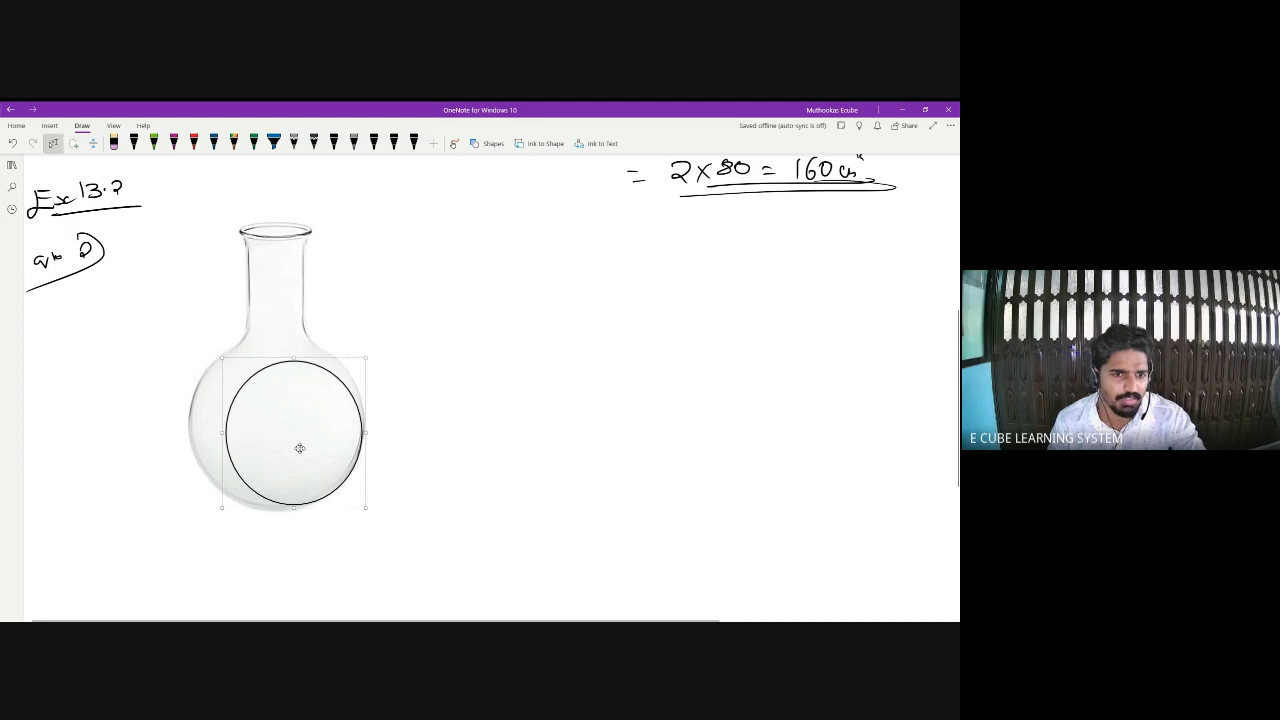 OneNote for Windows 10
Muthookas Ecube
Home Insert Draw View Help
Saved offline (auto-sync is off)
Share
Shapes
Ink to Shape
Ink to Text
= 2 x 80 = 160 cm
Ex 13.2
2
E CUBE LEARNING SYSTEM